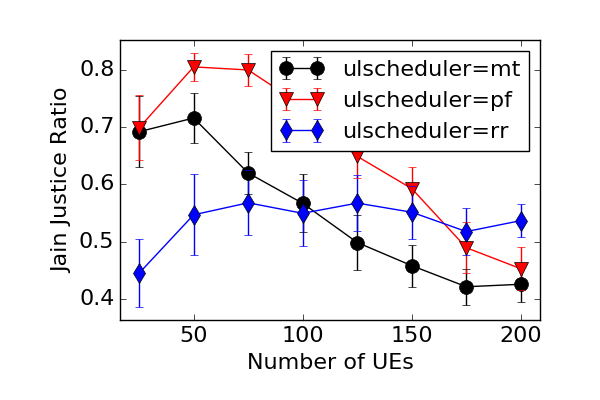 0.8
0.7
0.6
0.5
0.4
Jain Justice Ratio
ulscheduler=mt
ulscheduler=pf
ulscheduler=rr
50
100
150
200
Number of UEs